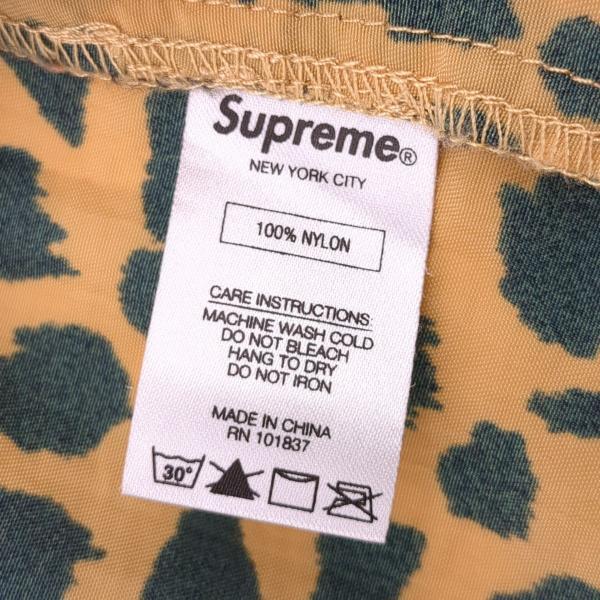 Supreme®
NEW YORK CITY
100% NYLON
CARE INSTRUCTIONS:
MACHINE WASH COLD
DO NOT BLEACH
HANG TO DRY
DO NOT IRON
MADE IN CHINA
RN 101837
30°